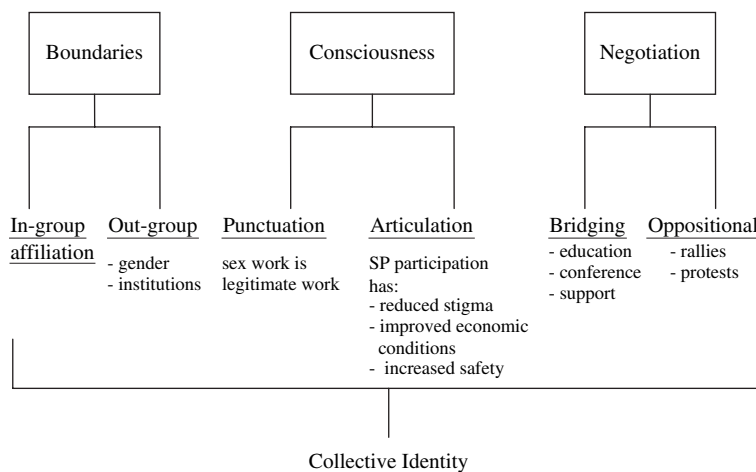 Boundaries
Consciousness
Negotiation
In-group
affiliation
Out-group
- gender
- institutions
Punctuation
sex work is
legitimate work
Articulation
SP participation
has:
- reduced stigma
- improved economic
conditions
- increased safety
Bridging
- education
- conference
- support
Oppositional
- rallies
- protests
Collective Identity